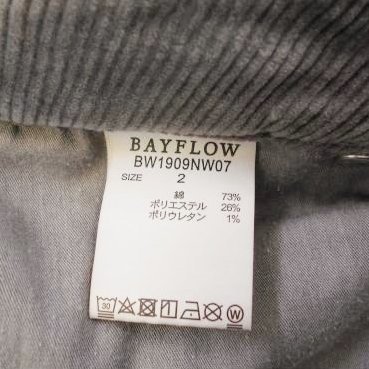 BAYFLOW
BW1909NW07
SIZE 2
綿 73%
ポリエステル 26%
ポリウレタン 1%
30 W